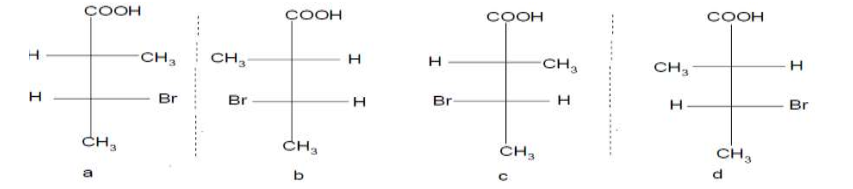 COOH COOH COOH COOH
H CH3 CH3 H H CH3 CH3 H
H Br Br H Br H H Br
CH3 CH3 CH3 CH3
a b c d